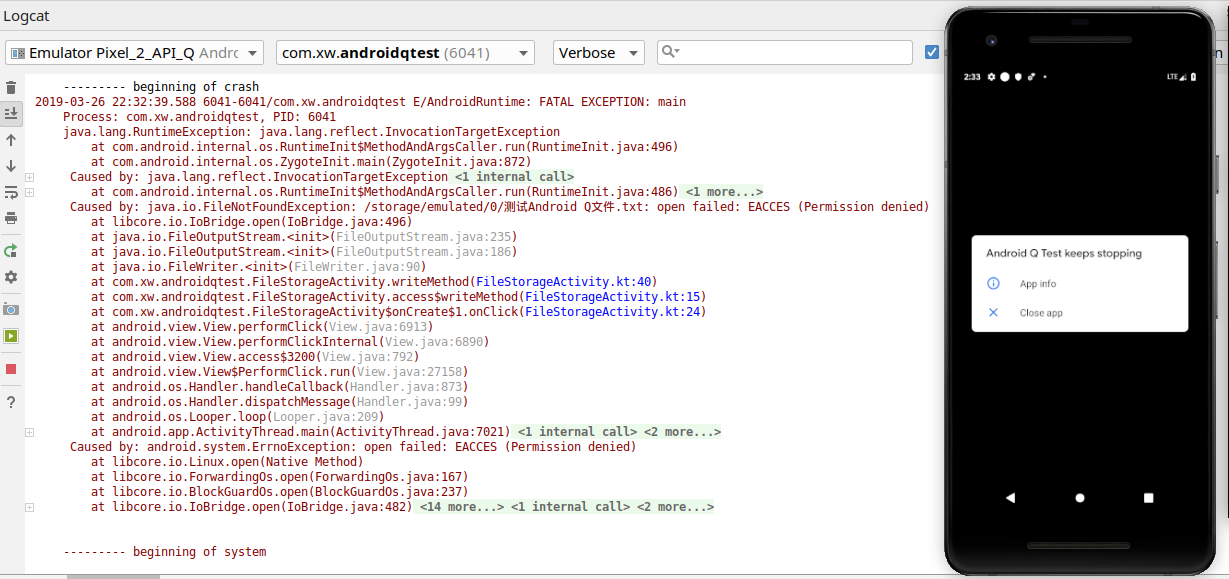 Logcat
Emulator Pixel_2_API_Q Andrc
com.xw.androidqtest (6041)
Verbose
--------- beginning of crash
2019-03-26 22:32:39.588 6041-6041/com.xw.androidqtest E/AndroidRuntime: FATAL EXCEPTION: main
Process: com.xw.androidqtest, PID: 6041
java.lang.RuntimeException: java.lang.reflect.InvocationTargetException
at com.android.internal.os.RuntimeInit$MethodAndArgsCaller.run(RuntimeInit.java:496)
at com.android.internal.os.ZygoteInit.main(ZygoteInit.java:872)
Caused by: java.lang.reflect.InvocationTargetException <1 internal call>
at com.android.internal.os.RuntimeInit$MethodAndArgsCaller.run(RuntimeInit.java:486) <1 more...>
Caused by: java.io.FileNotFoundException: /storage/emulated/0/测试Android Q文件.txt: open failed: EACCES (Permission denied)
at libcore.io.IoBridge.open(IoBridge.java:496)
at java.io.FileOutputStream.<init>(FileOutputStream.java:235)
at java.io.FileOutputStream.<init>(FileOutputStream.java:186)
at java.io.FileWriter.<init>(FileWriter.java:90)
at com.xw.androidqtest.FileStorageActivity.writeMethod(FileStorageActivity.kt:40)
at com.xw.androidqtest.FileStorageActivity.access$writeMethod(FileStorageActivity.kt:15)
at com.xw.androidqtest.FileStorageActivity$onCreate$1.onClick(FileStorageActivity.kt:24)
at android.view.View.performClick(View.java:6913)
at android.view.View.performClickInternal(View.java:6890)
at android.view.View.access$3200(View.java:792)
at android.view.View$PerformClick.run(View.java:27158)
at android.os.Handler.handleCallback(Handler.java:873)
at android.os.Handler.dispatchMessage(Handler.java:99)
at android.os.Looper.loop(Looper.java:209)
at android.app.ActivityThread.main(ActivityThread.java:7021) <1 internal call> <2 more...>
Caused by: android.system.ErrnoException: open failed: EACCES (Permission denied)
at libcore.io.Linux.open(Native Method)
at libcore.io.ForwardingOs.open(ForwardingOs.java:167)
at libcore.io.BlockGuardOs.open(BlockGuardOs.java:237)
at libcore.io.IoBridge.open(IoBridge.java:482) <14 more...> <1 internal call> <2 more...>
--------- beginning of system
2:33
LTE
Android Q Test keeps stopping
App info
Close app